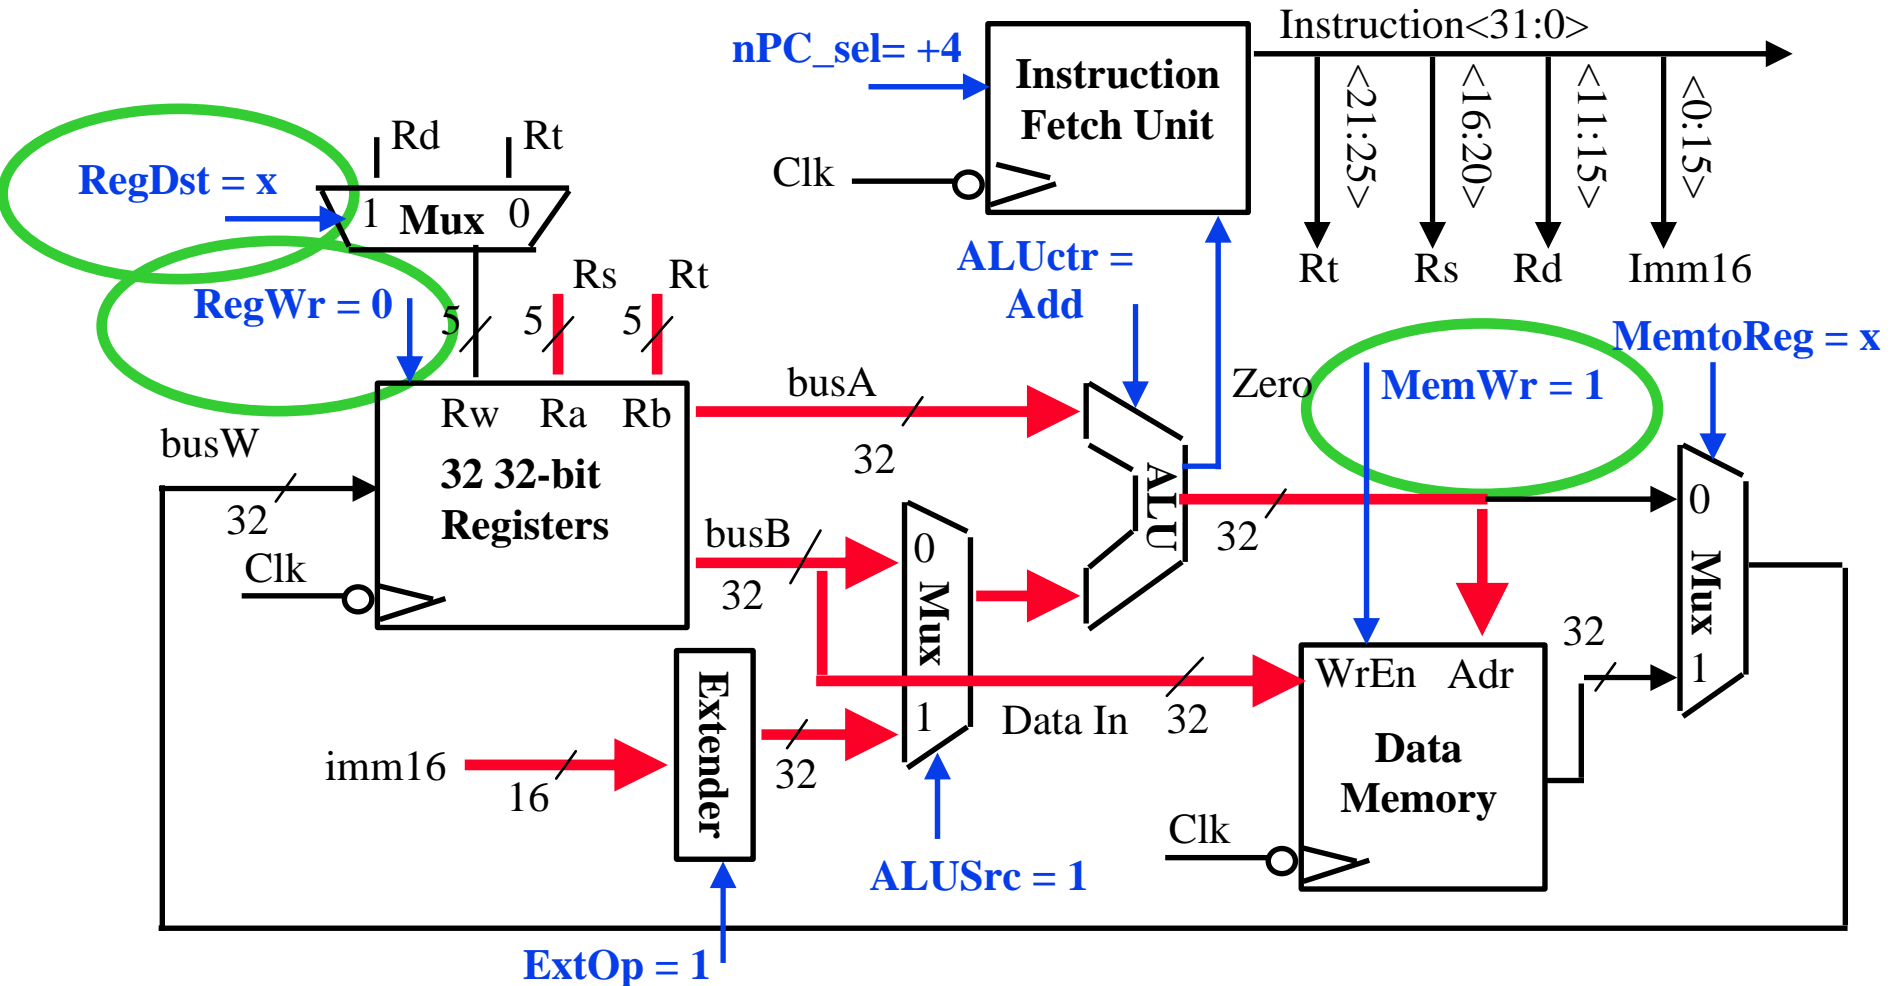 Instruction<31:0>
nPC_sel= +4
Instruction
Fetch Unit
<21:25>
<16:20>
<11:15>
<0:15>
Clk
Rd
Rt
RegDst = x
1
Mux
0
ALUctr =
Add
Rt
Rs
Rd
Imm16
RegWr = 0
5
Rs
5
Rt
5
MemtoReg = x
busA
32
Zero
MemWr = 1
busW
32
Rw
Ra
Rb
32 32-bit
Registers
Clk
busB
32
0
Mux
1
ALU
32
0
Mux
1
32
WrEn
Adr
Data
Memory
Data In
32
Clk
imm16
16
Extender
32
ALUSrc = 1
ExtOp = 1